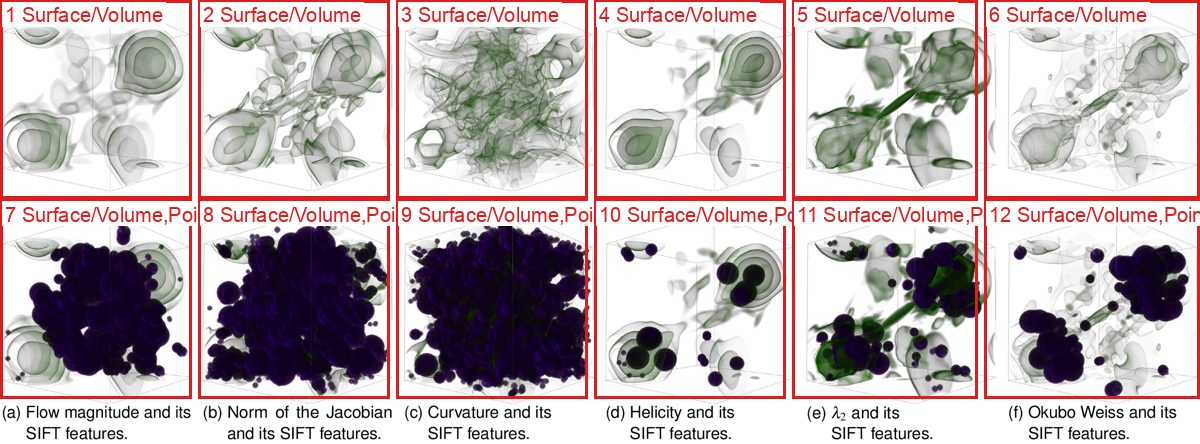 1 Surface/Volume
2 Surface/Volume
3 Surface/Volume
4 Surface/Volume
5 Surface/Volume
6 Surface/Volume
7 Surface/Volume,Poi
8 Surface/Volume,Poi
9 Surface/Volume,Poi
10 Surface/Volume,Po
11 Surface/Volume,P
12 Surface/Volume,Poin
(a) Flow magnitude and its
SIFT features.
(b) Norm of the Jacobian
and its SIFT features.
(c) Curvature and its
SIFT features.
(d) Helicity and its
SIFT features.
(e) λ₂ and its
SIFT features.
(f) Okubo Weiss and its
SIFT features.